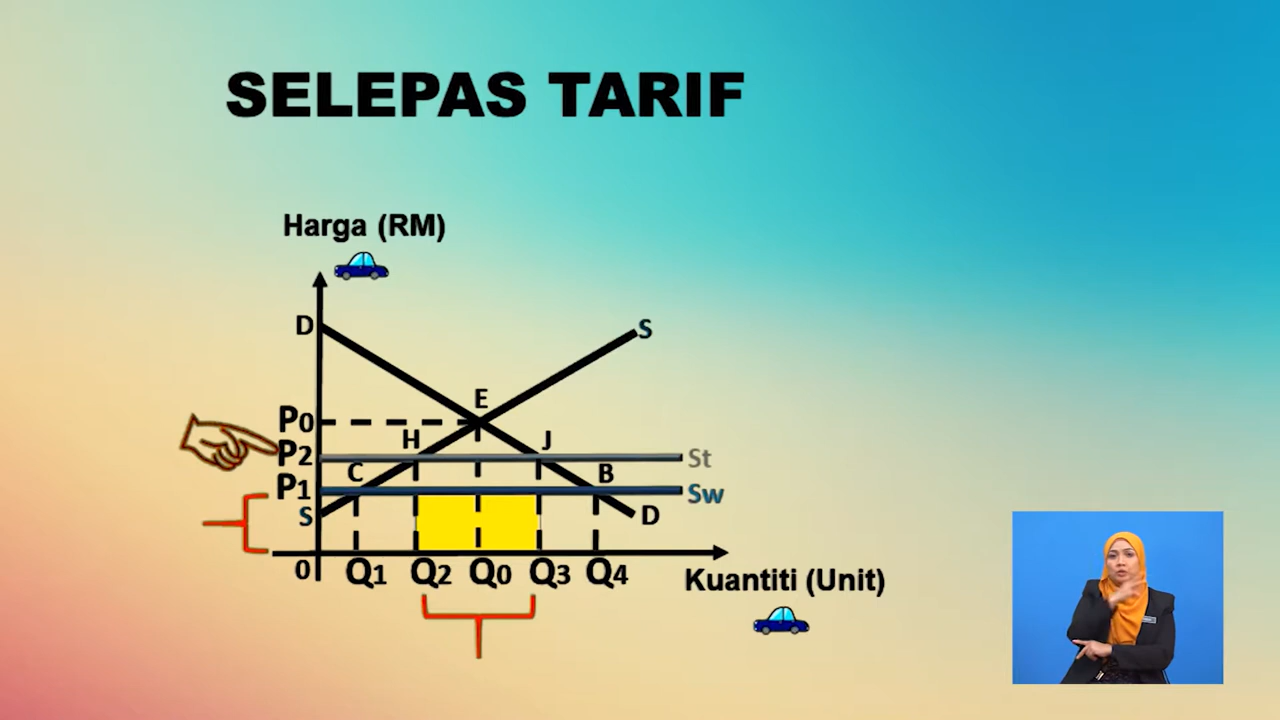 SELEPAS TARIF
Harga (RM)
D
S
E
P0
H
J
P2
St
C
B
P1
Sw
S
D
0
Q1
Q2
Q0
Q3
Q4
Kuantiti (Unit)